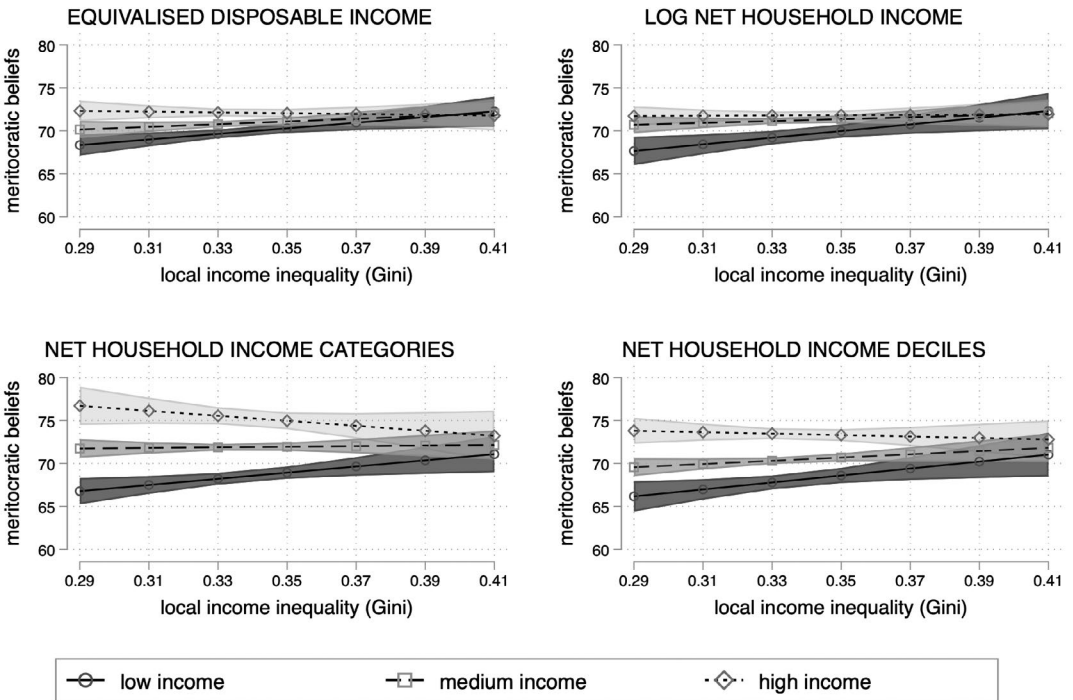 EQUIVALISED DISPOSABLE INCOME
meritocratic beliefs
80
75
70
65
60
0.29 0.31 0.33 0.35 0.37 0.39 0.41
local income inequality (Gini)
LOG NET HOUSEHOLD INCOME
meritocratic beliefs
80
75
70
65
60
0.29 0.31 0.33 0.35 0.37 0.39 0.41
local income inequality (Gini)
NET HOUSEHOLD INCOME CATEGORIES
meritocratic beliefs
80
75
70
65
60
0.29 0.31 0.33 0.35 0.37 0.39 0.41
local income inequality (Gini)
NET HOUSEHOLD INCOME DECILES
meritocratic beliefs
80
75
70
65
60
0.29 0.31 0.33 0.35 0.37 0.39 0.41
local income inequality (Gini)
low income medium income high income